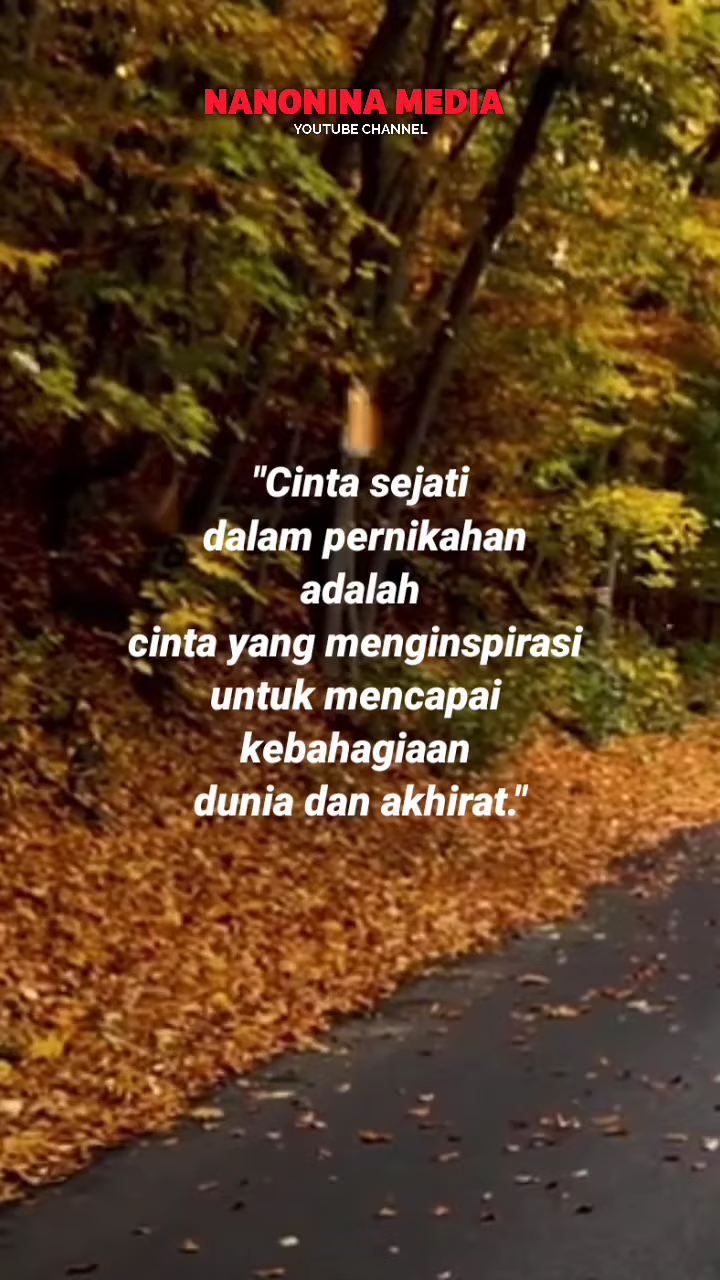 NANONINA MEDIA
YOUTUBE CHANNEL
"Cinta sejati
dalam pernikahan
adalah
cinta yang menginspirasi
untuk mencapai
kebahagiaan
dunia dan akhirat."